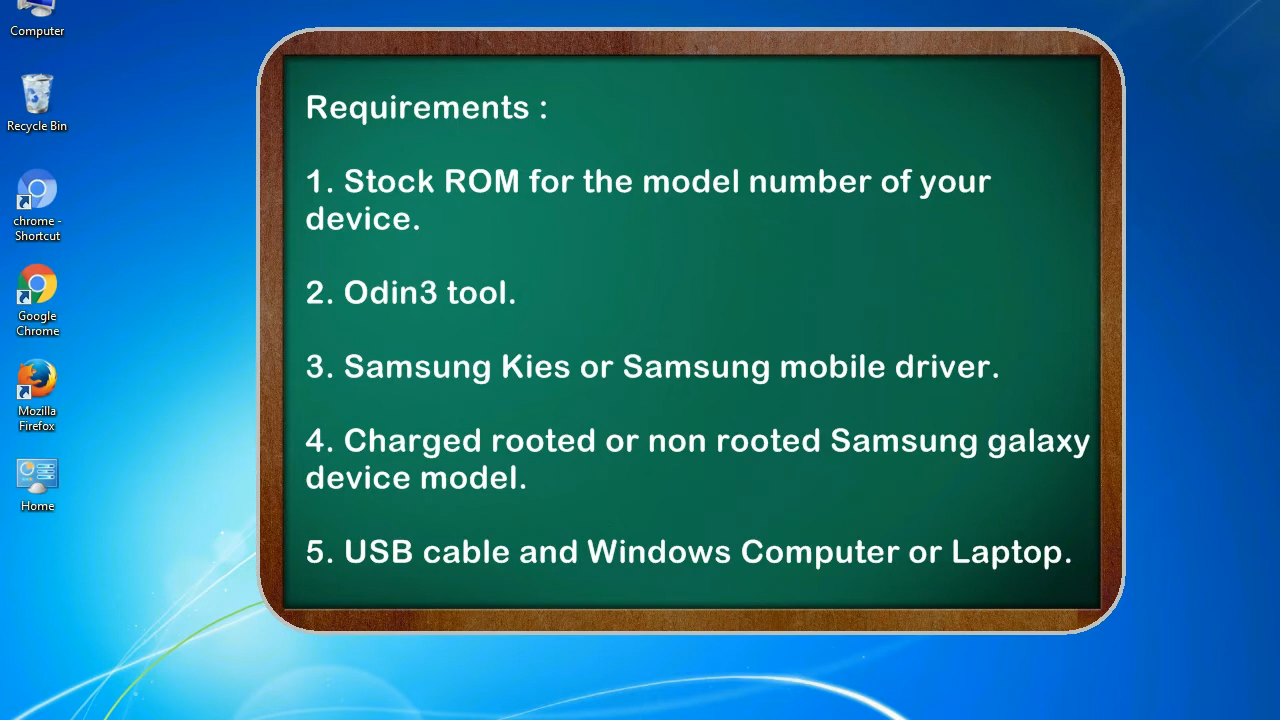 Computer
Recycle Bin
chrome -
Shortcut
Google
Chrome
Mozilla
Firefox
Home
Requirements :
1. Stock ROM for the model number of your
device.
2. Odin3 tool.
3. Samsung Kies or Samsung mobile driver.
4. Charged rooted or non rooted Samsung galaxy
device model.
5. USB cable and Windows Computer or Laptop.